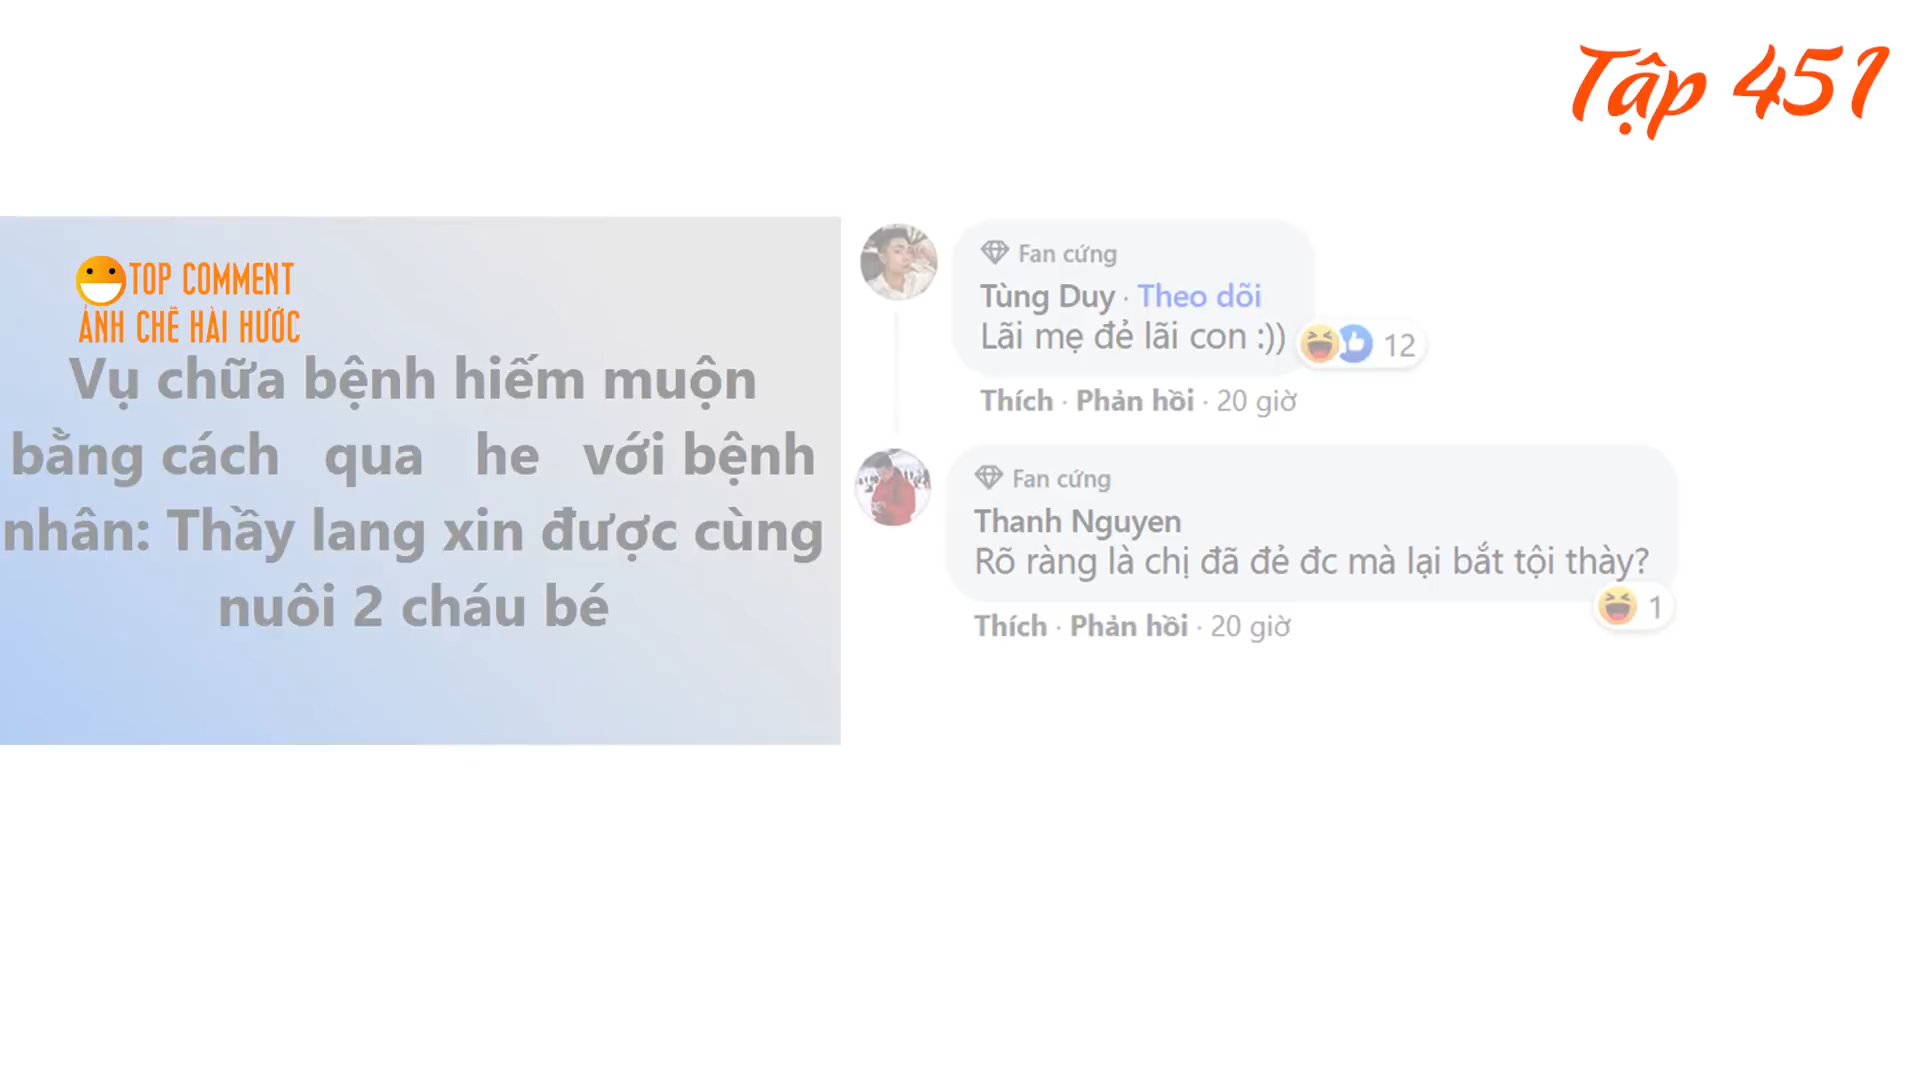 Tập 451
TOP COMMENT
ẢNH CHẾ HÀI HƯỚC
Vụ chữa bệnh hiếm muộn
bằng cách qua he với bệnh
nhân: Thầy lang xin được cùng
nuôi 2 cháu bé
Fan cứng
Tùng Duy · Theo dõi
Lãi mẹ đẻ lãi con :))
12
Thích · Phản hồi · 20 giờ
Fan cứng
Thanh Nguyen
Rõ ràng là chị đã đẻ đc mà lại bắt tội thày?
1
Thích · Phản hồi · 20 giờ